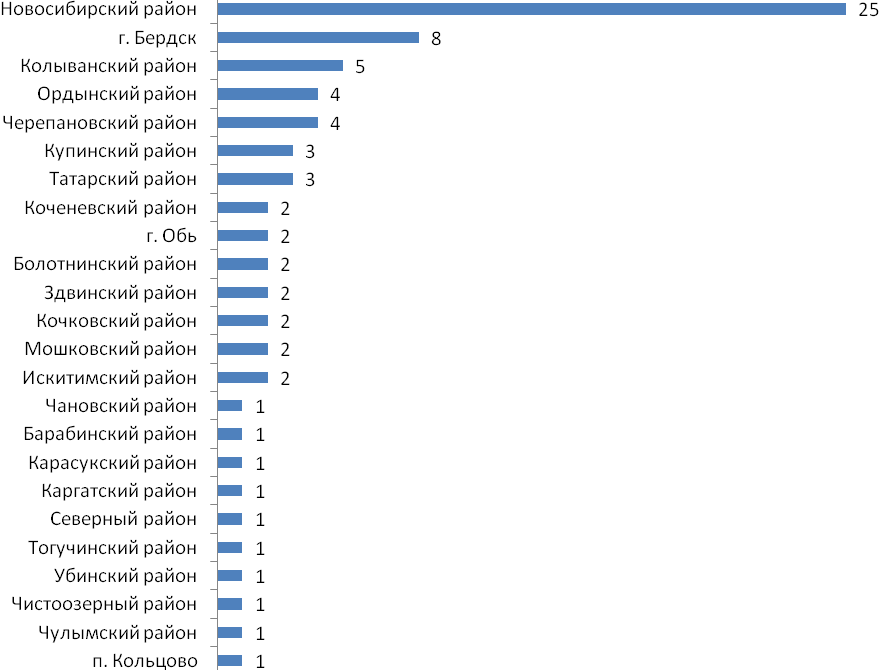 Новосибирский район 25
г. Бердск 8
Колыванский район 5
Ордынский район 4
Черепановский район 4
Купинский район 3
Татарский район 3
Коченевский район 2
г. Обь 2
Болотнинский район 2
Здвинский район 2
Кочковский район 2
Мошковский район 2
Искитимский район 2
Чановский район 1
Барабинский район 1
Карасукский район 1
Каргатский район 1
Северный район 1
Тогучинский район 1
Убинский район 1
Чистоозерный район 1
Чулымский район 1
п. Кольцово 1